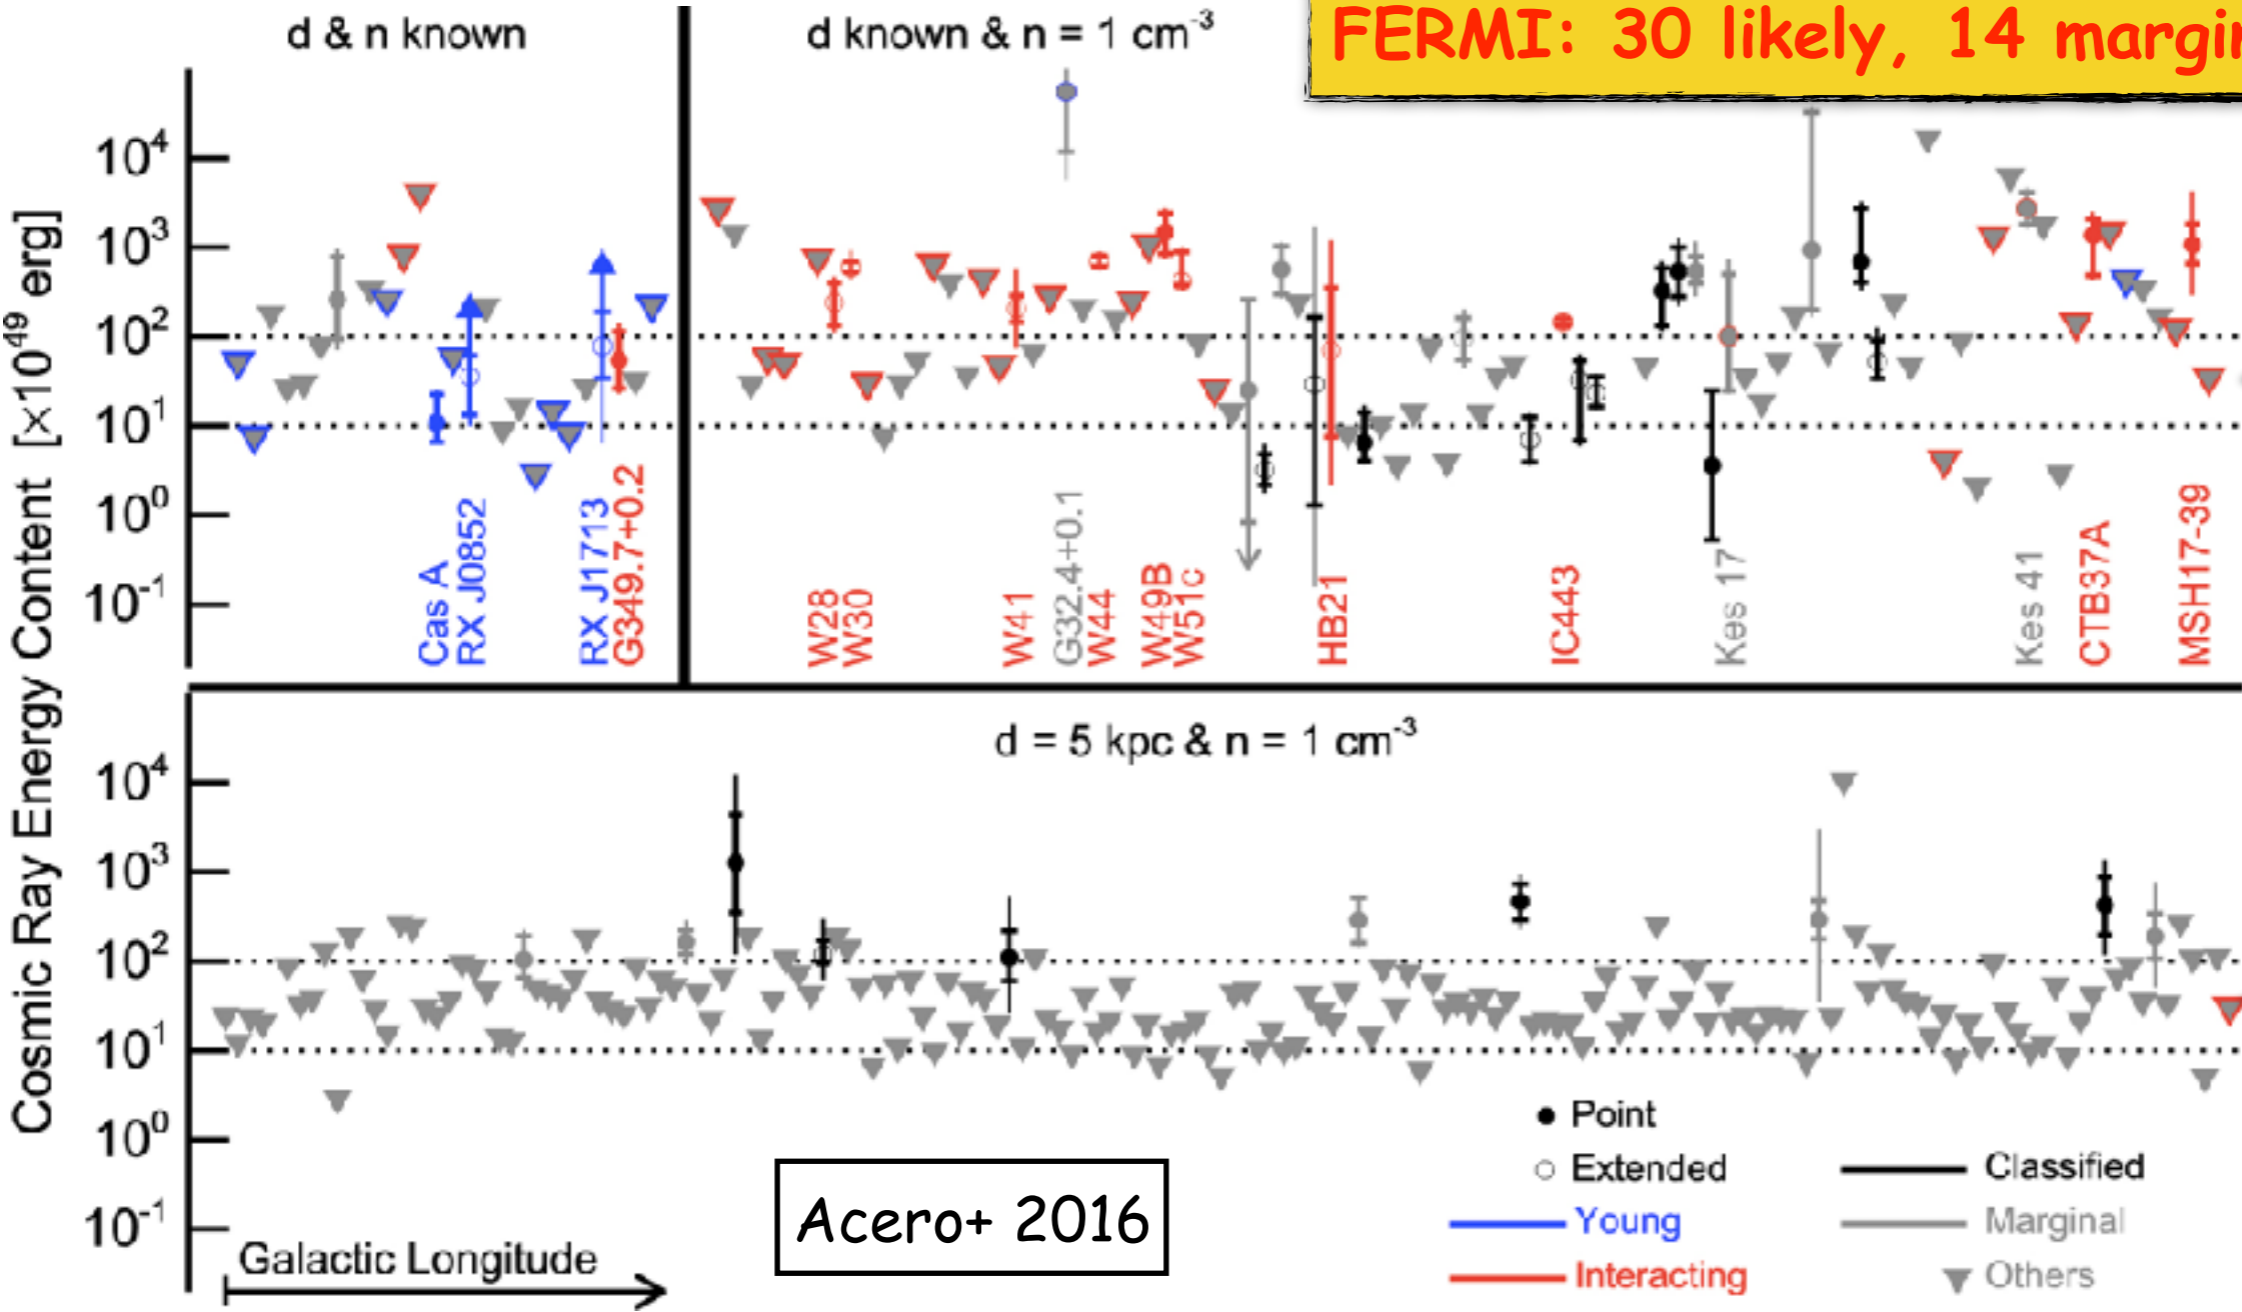 d & n known
d known & n = 1 cm⁻³
FERMI: 30 likely, 14
Cosmic Ray Energy Content [×10⁴⁹ erg]
10⁴
10³
10²
10¹
10⁰
10⁻¹
Cas A
RX J0852
RX J1713
G349.7+0.2
W28
W30
W41
G32.4+0.1
W44
W49B
W51c
HB21
IC443
Kes 17
Kes 41
CTB37A
MSH17-39
d = 5 kpc & n = 1 cm⁻³
10⁴
10³
10²
10¹
10⁰
10⁻¹
Galactic Longitude
Acero+ 2016
Point
Extended
Classified
Young
Marginal
Interacting
Others